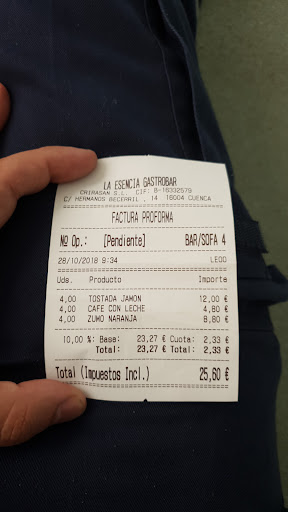 LA ESENCIA GASTROBAR
CRIRASAN S.L. CIF: B-16332579
C/ HERMANOS BECERRIL , 14 16004 CUENCA
FACTURA PROFORMA
Nº Op.: [Pendiente] BAR/SOFA 4
28/10/2018 9:34 LEOO
Uds. Producto Importe
4,00 TOSTADA JAMON 12,00 €
4,00 CAFE CON LECHE 4,80 €
4,00 ZUMO NARANJA 8,80 €
10,00 %: Base: 23,27 € Cuota: 2,33 €
Total: 23,27 € Total: 2,33 €
Total (Impuestos Incl.) 25,60 €